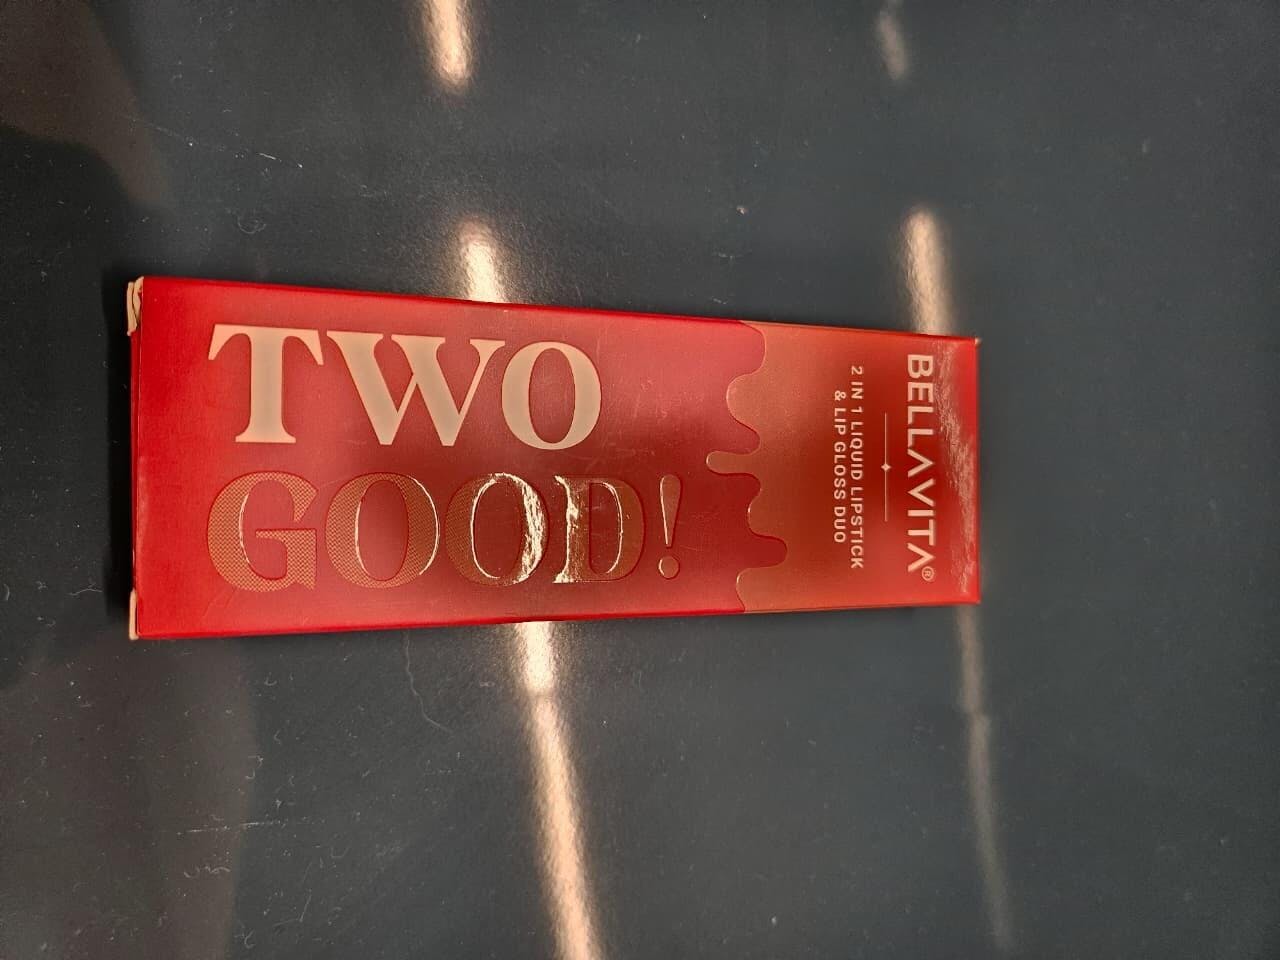 BELLAVITA®
2 IN 1 LIQUID LIPSTICK
& LIP GLOSS DUO
TWO
GOOD!